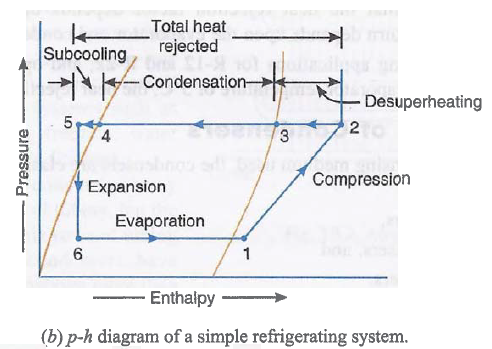 Total heat
rejected
Subcooling
Condensation
Desuperheating
5
4
3
2
Pressure
Expansion
Compression
Evaporation
6
1
Enthalpy
(b) p-h diagram of a simple refrigerating system.